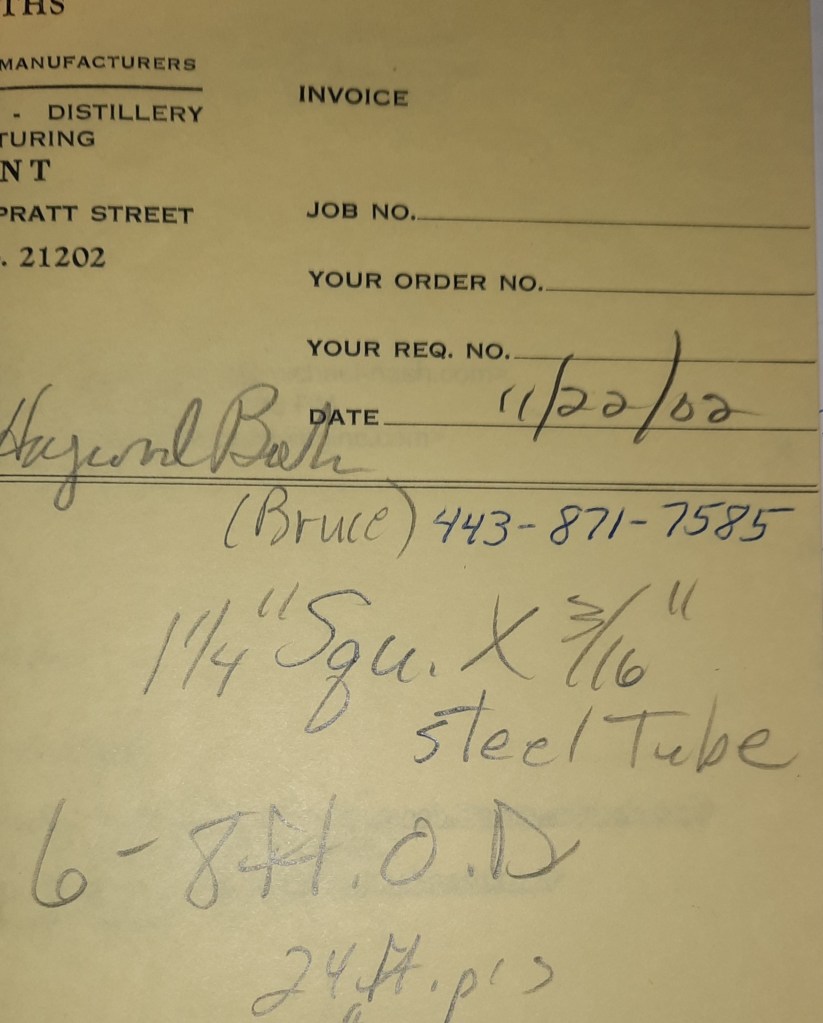 THS
MANUFACTURERS
- DISTILLERY
TURING
NT
PRATT STREET
. 21202
INVOICE
JOB NO.
YOUR ORDER NO.
YOUR REQ. NO.
DATE 11/22/02
(Bruce) 443-871-7585
1 1/4" Squ. X 3/16"
steel Tube
6 - 8 ft. O.D
24 ft. pcs